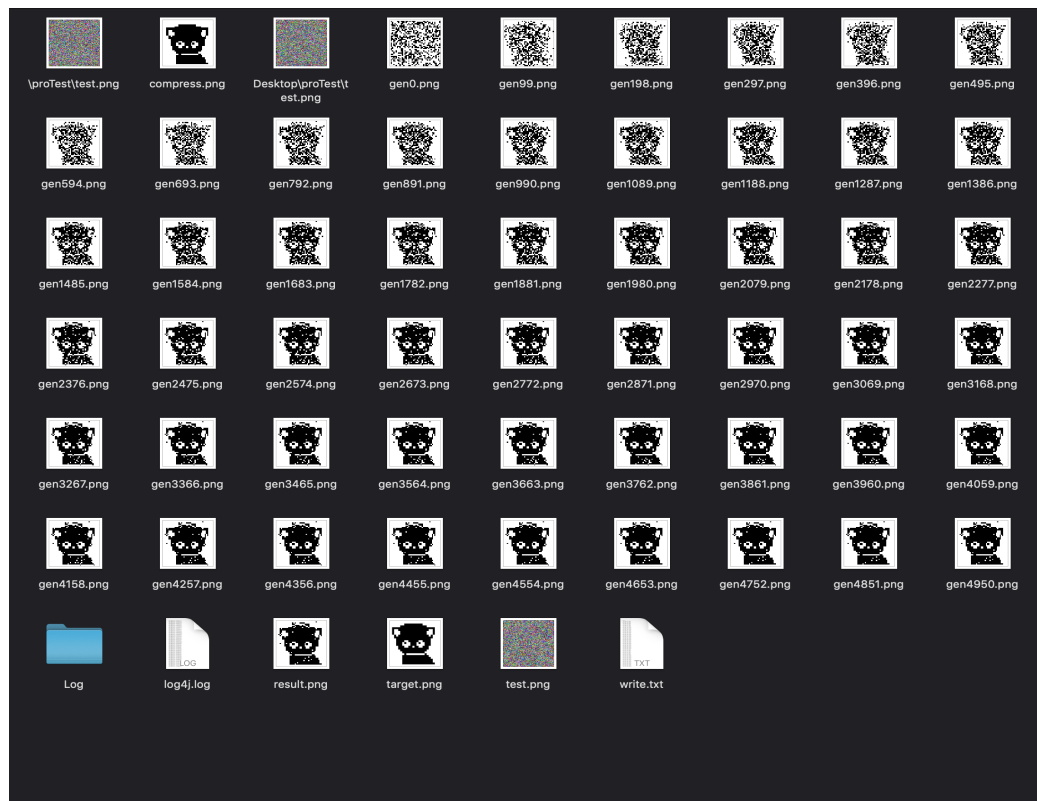 \proTest\test.png
compress.png
Desktop\proTest\t
est.png
gen0.png
gen99.png
gen198.png
gen297.png
gen396.png
gen495.png
gen594.png
gen693.png
gen792.png
gen891.png
gen990.png
gen1089.png
gen1188.png
gen1287.png
gen1386.png
gen1485.png
gen1584.png
gen1683.png
gen1782.png
gen1881.png
gen1980.png
gen2079.png
gen2178.png
gen2277.png
gen2376.png
gen2475.png
gen2574.png
gen2673.png
gen2772.png
gen2871.png
gen2970.png
gen3069.png
gen3168.png
gen3267.png
gen3366.png
gen3465.png
gen3564.png
gen3663.png
gen3762.png
gen3861.png
gen3960.png
gen4059.png
gen4158.png
gen4257.png
gen4356.png
gen4455.png
gen4554.png
gen4653.png
gen4752.png
gen4851.png
gen4950.png
LOG
TXT
Log
log4j.log
result.png
target.png
test.png
write.txt